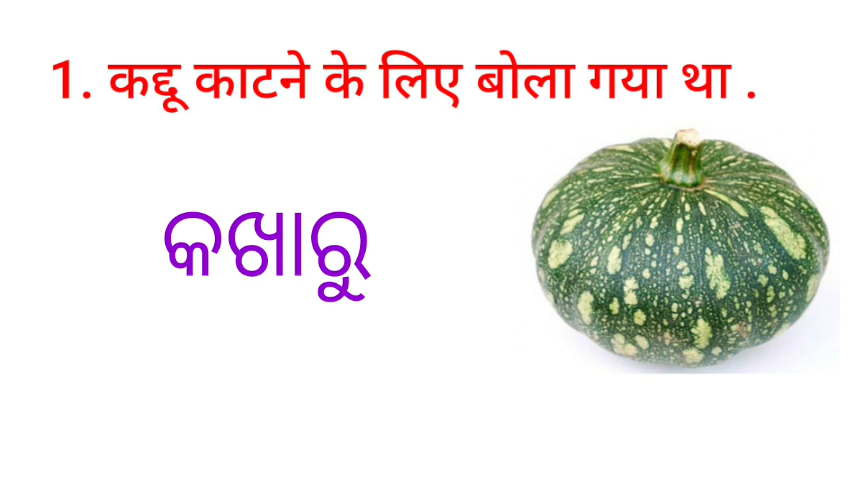 1. कद्दू काटने के लिए बोला गया था .
କଖାରୁ